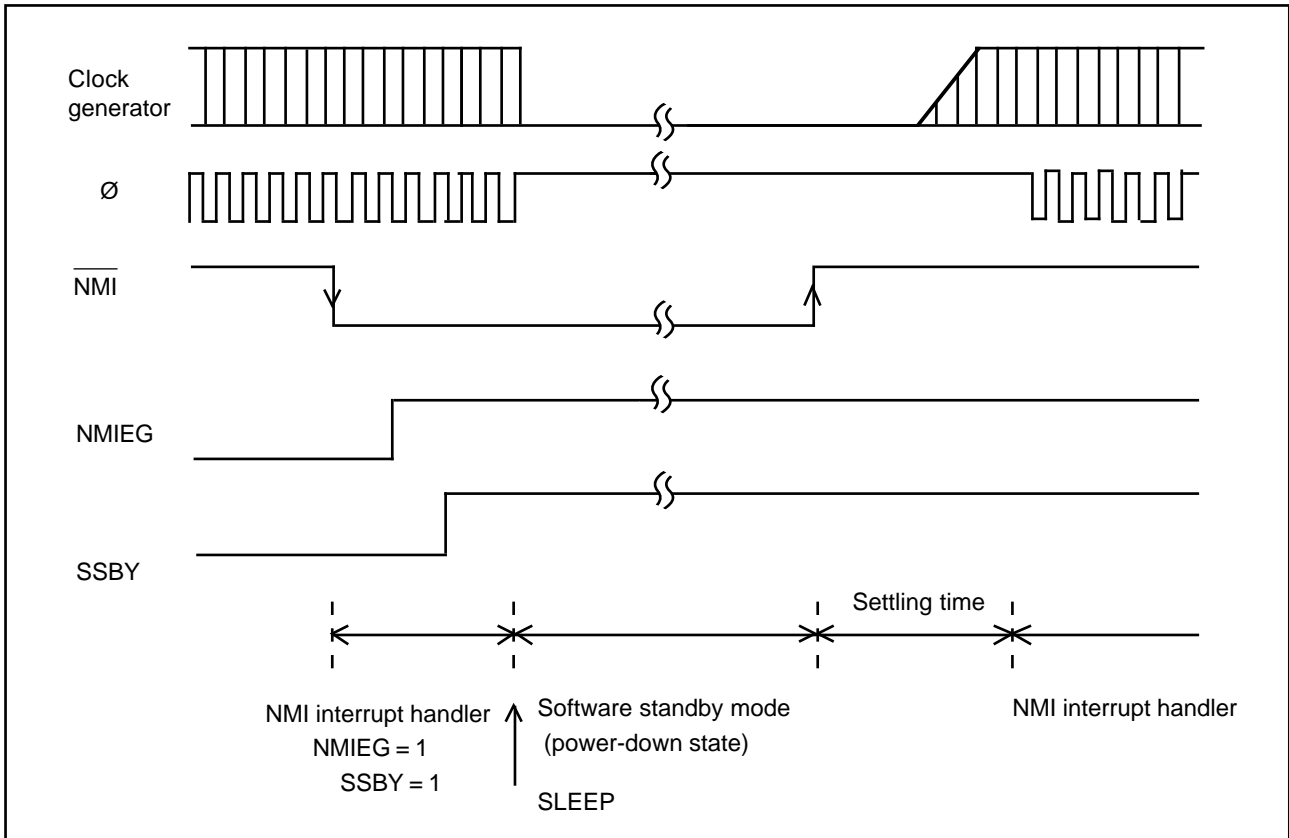 Clock
generator
Ø
NMI
NMIEG
SSBY
Settling time
NMI interrupt handler
NMIEG = 1
SSBY = 1
Software standby mode
(power-down state)
SLEEP
NMI interrupt handler